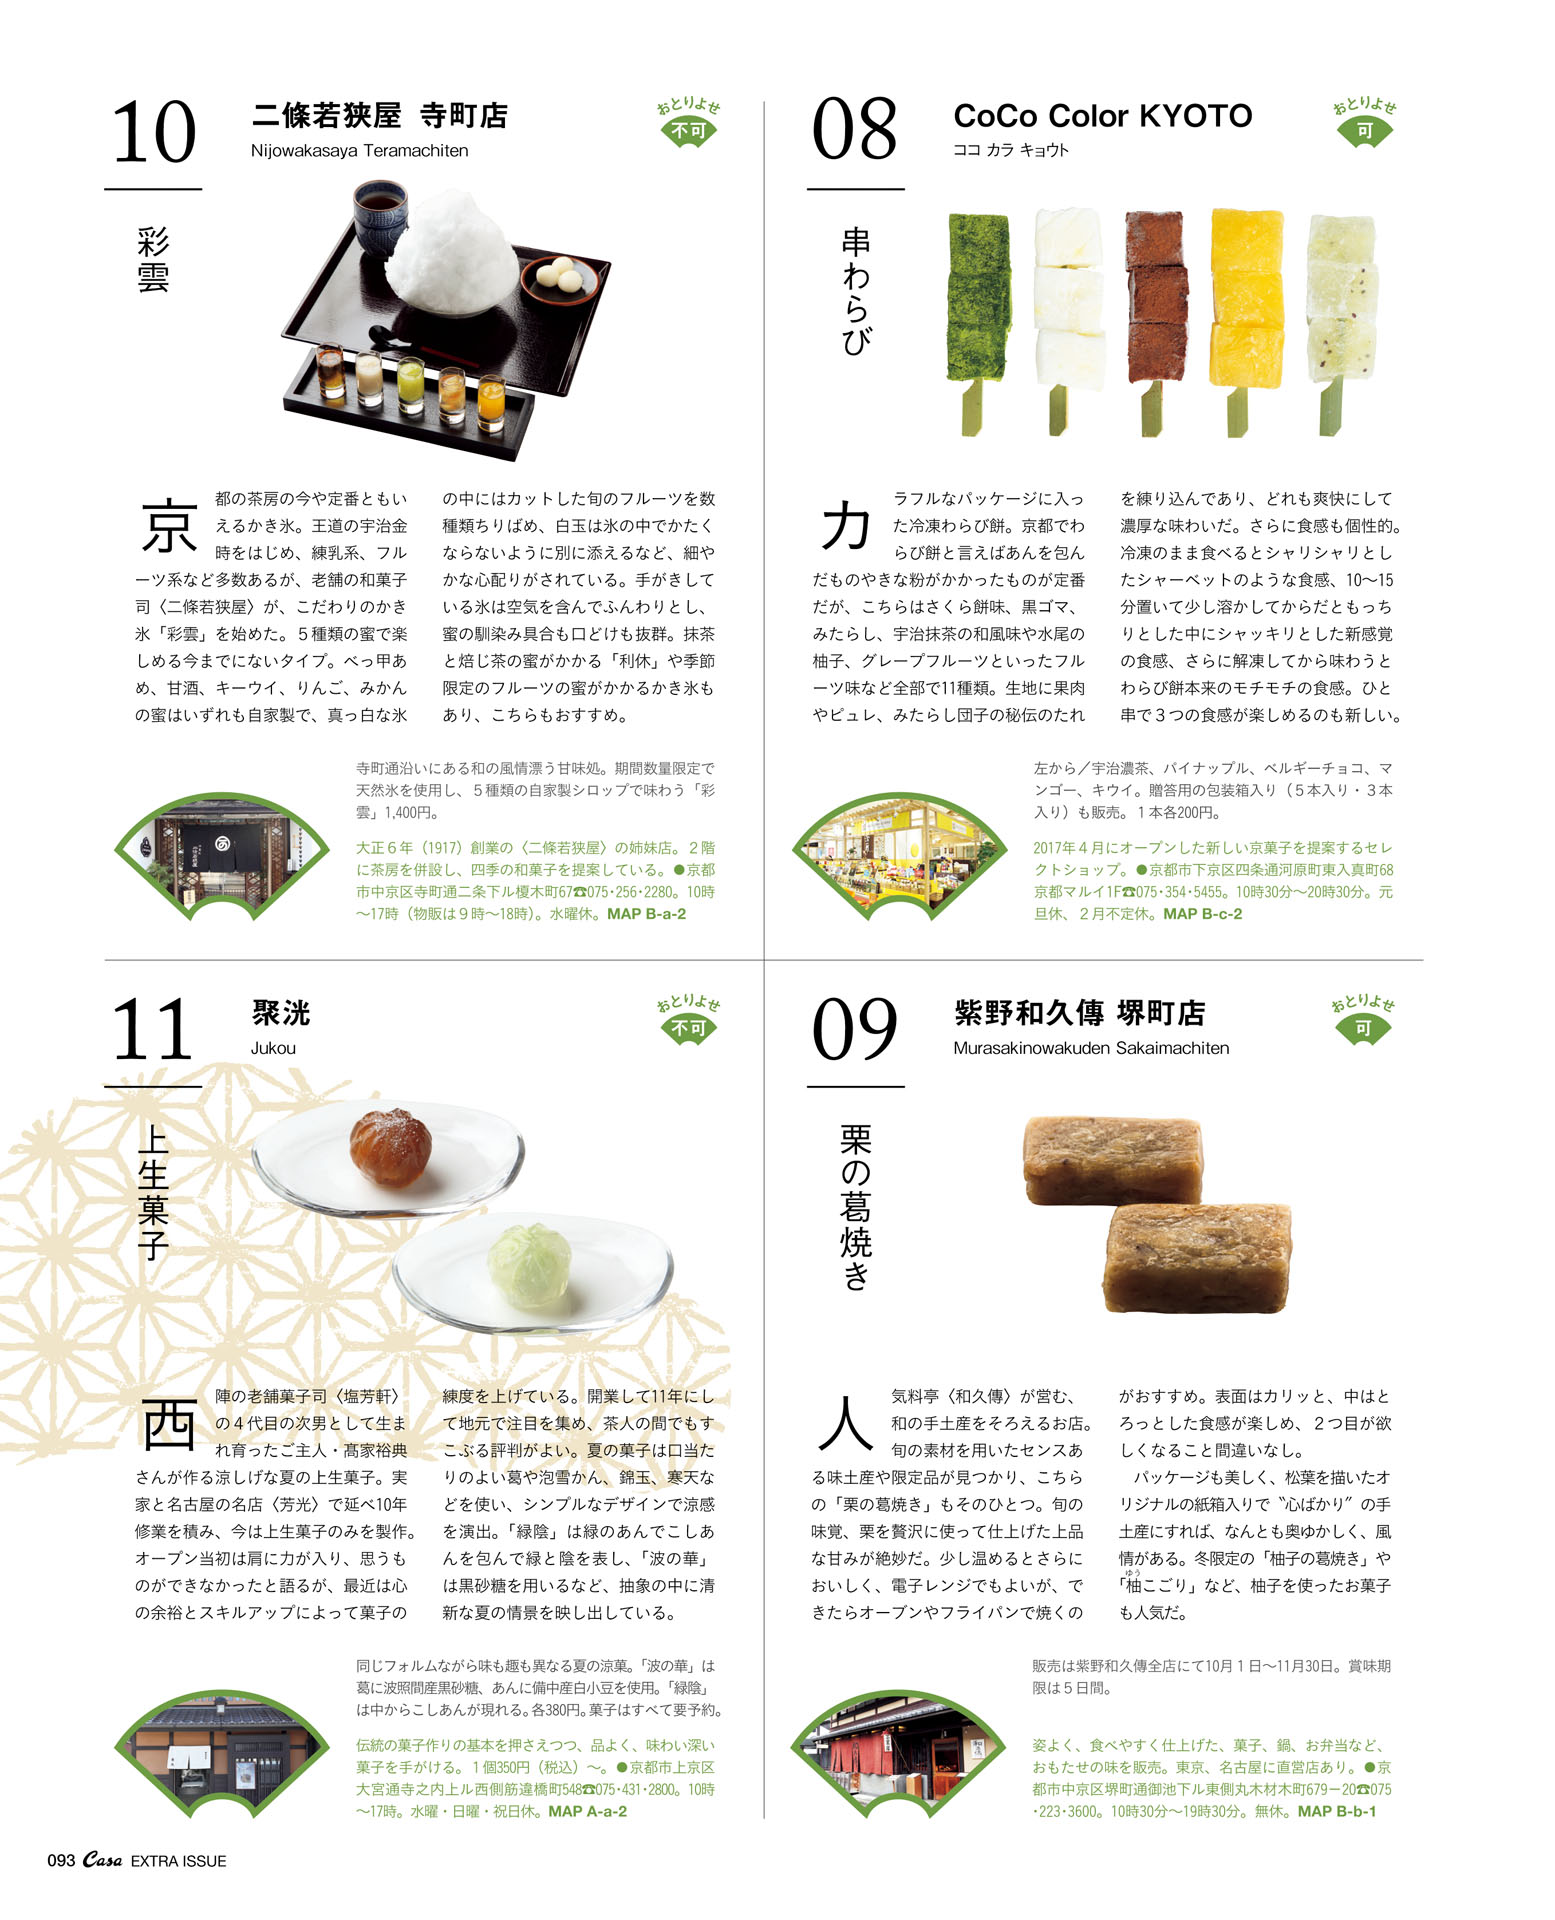 08
CoCo Color KYOTO
ココ カラ キョウト
おとりよせ
可
串わらび
カ
ラフルなパッケージに入っ
た冷凍わらび餅。京都でわ
らび餅と言えばあんを包ん
だものやきな粉がかかったものが定番
だが、こちらはさくら餅味、黒ゴマ、
みたらし、宇治抹茶の和風味や水尾の
柚子、グレープフルーツといったフル
ーツ味など全部で11種類。生地に果肉
やピュレ、みたらし団子の秘伝のたれ
を練り込んであり、どれも爽快にして
濃厚な味わいだ。さらに食感も個性的。
冷凍のまま食べるとシャリシャリとし
たシャーベットのような食感、10〜15
分置いて少し溶かしてからだともっち
りとした中にシャッキリとした新感覚
の食感、さらに解凍してから味わうと
わらび餅本来のモチモチの食感。ひと
串で３つの食感が楽しめるのも新しい。
左から／宇治濃茶、パイナップル、ベルギーチョコ、マ
ンゴー、キウイ。贈答用の包装箱入り（５本入り・３本
入り）も販売。１本各200円。
2017年４月にオープンした新しい京菓子を提案するセレ
クトショップ。●京都市下京区四条通河原町東入真町68
京都マルイ1F☎075･354･5455。10時30分〜20時30分。元
旦休、２月不定休。MAP B-c-2
09
紫野和久傳 堺町店
Murasakinowakuden Sakaimachiten
おとりよせ
可
栗の葛焼き
人
気料亭〈和久傳〉が営む、
和の手土産をそろえるお店。
旬の素材を用いたセンスあ
る味土産や限定品が見つかり、こちら
の「栗の葛焼き」もそのひとつ。旬の
味覚、栗を贅沢に使って仕上げた上品
な甘みが絶妙だ。少し温めるとさらに
おいしく、電子レンジでもよいが、で
きたらオーブンやフライパンで焼くの
がおすすめ。表面はカリッと、中はと
ろっとした食感が楽しめ、２つ目が欲
しくなること間違いなし。
　パッケージも美しく、松葉を描いたオ
リジナルの紙箱入りで〝心ばかり〟の手
土産にすれば、なんとも奥ゆかしく、風
情がある。冬限定の「柚子の葛焼き」や
ゆう
「柚こごり」など、柚子を使ったお菓子
も人気だ。
販売は紫野和久傳全店にて10月１日〜11月30日。賞味期
限は５日間。
姿よく、食べやすく仕上げた、菓子、鍋、お弁当など、
おもたせの味を販売。東京、名古屋に直営店あり。●京
都市中京区堺町通御池下ル東側丸木材木町679－20☎075
･223･3600。10時30分〜19時30分。無休。MAP B-b-1
10
二條若狭屋 寺町店
Nijowakasaya Teramachiten
おとりよせ
不可
彩雲
京
都の茶房の今や定番ともい
えるかき氷。王道の宇治金
時をはじめ、練乳系、フル
ーツ系など多数あるが、老舗の和菓子
司〈二條若狭屋〉が、こだわりのかき
氷「彩雲」を始めた。５種類の蜜で楽
しめる今までにないタイプ。べっ甲あ
め、甘酒、キーウイ、りんご、みかん
の蜜はいずれも自家製で、真っ白な氷
の中にはカットした旬のフルーツを数
種類ちりばめ、白玉は氷の中でかたく
ならないように別に添えるなど、細や
かな心配りがされている。手がきして
いる氷は空気を含んでふんわりとし、
蜜の馴染み具合も口どけも抜群。抹茶
と焙じ茶の蜜がかかる「利休」や季節
限定のフルーツの蜜がかかるかき氷も
あり、こちらもおすすめ。
寺町通沿いにある和の風情漂う甘味処。期間数量限定で
天然氷を使用し、５種類の自家製シロップで味わう「彩
雲」1,400円。
大正６年（1917）創業の〈二條若狭屋〉の姉妹店。２階
に茶房を併設し、四季の和菓子を提案している。●京都
市中京区寺町通二条下ル榎木町67☎075･256･2280。10時
〜17時（物販は９時〜18時）。水曜休。MAP B-a-2
11
聚洸
Jukou
おとりよせ
不可
上生菓子
西
陣の老舗菓子司〈塩芳軒〉
の４代目の次男として生ま
れ育ったご主人・髙家裕典
さんが作る涼しげな夏の上生菓子。実
家と名古屋の名店〈芳光〉で延べ10年
修業を積み、今は上生菓子のみを製作。
オープン当初は肩に力が入り、思うも
のができなかったと語るが、最近は心
の余裕とスキルアップによって菓子の
練度を上げている。開業して11年にし
て地元で注目を集め、茶人の間でもす
こぶる評判がよい。夏の菓子は口当た
りのよい葛や泡雪かん、錦玉、寒天な
どを使い、シンプルなデザインで涼感
を演出。「緑陰」は緑のあんでこしあ
んを包んで緑と陰を表し、「波の華」
は黒砂糖を用いるなど、抽象の中に清
新な夏の情景を映し出している。
同じフォルムながら味も趣も異なる夏の涼菓。「波の華」は
葛に波照間産黒砂糖、あんに備中産白小豆を使用。「緑陰」
は中からこしあんが現れる。各380円。菓子はすべて要予約。
伝統の菓子作りの基本を押さえつつ、品よく、味わい深い
菓子を手がける。１個350円（税込）〜。●京都市上京区
大宮通寺之内上ル西側筋違橋町548☎075･431･2800。10時
〜17時。水曜・日曜・祝日休。MAP A-a-2
093 Casa EXTRA ISSUE